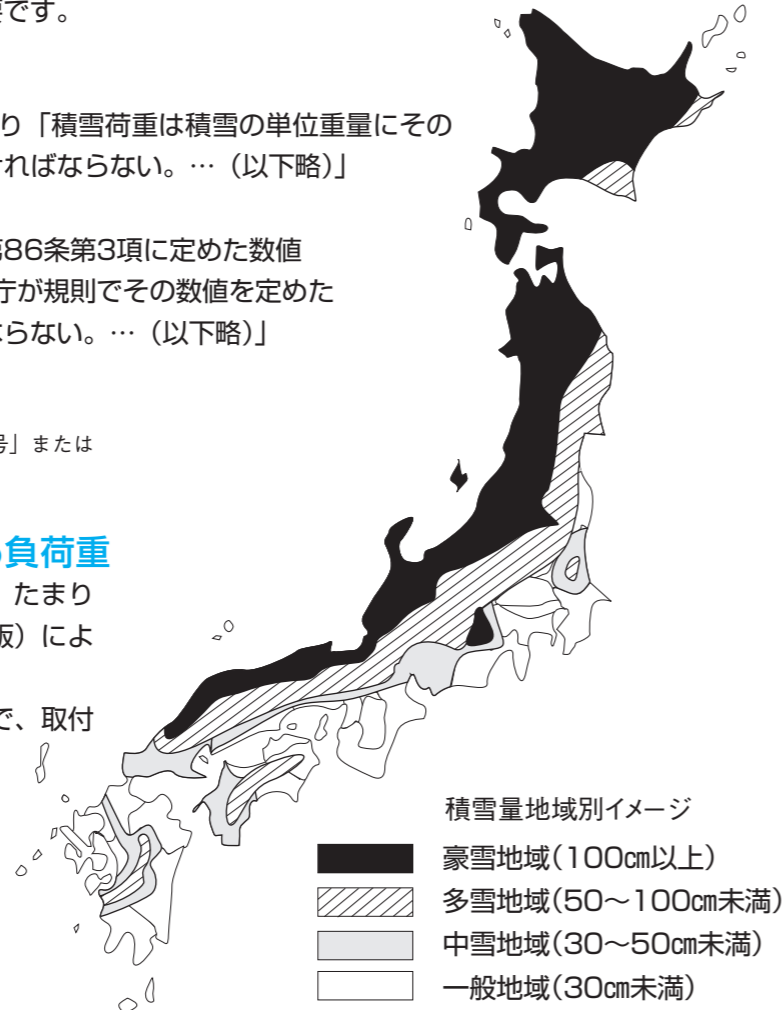 要です。
り「積雪荷重は積雪の単位重量にその
ければならない。…（以下略）」
第86条第3項に定めた数値
庁が規則でその数値を定めた
ならない。…（以下略）」
号」または
負荷重
たまり
版）によ
で、取付
積雪量地域別イメージ
豪雪地域（100㎝以上）
多雪地域（50～100㎝未満）
中雪地域（30～50㎝未満）
一般地域（30㎝未満）